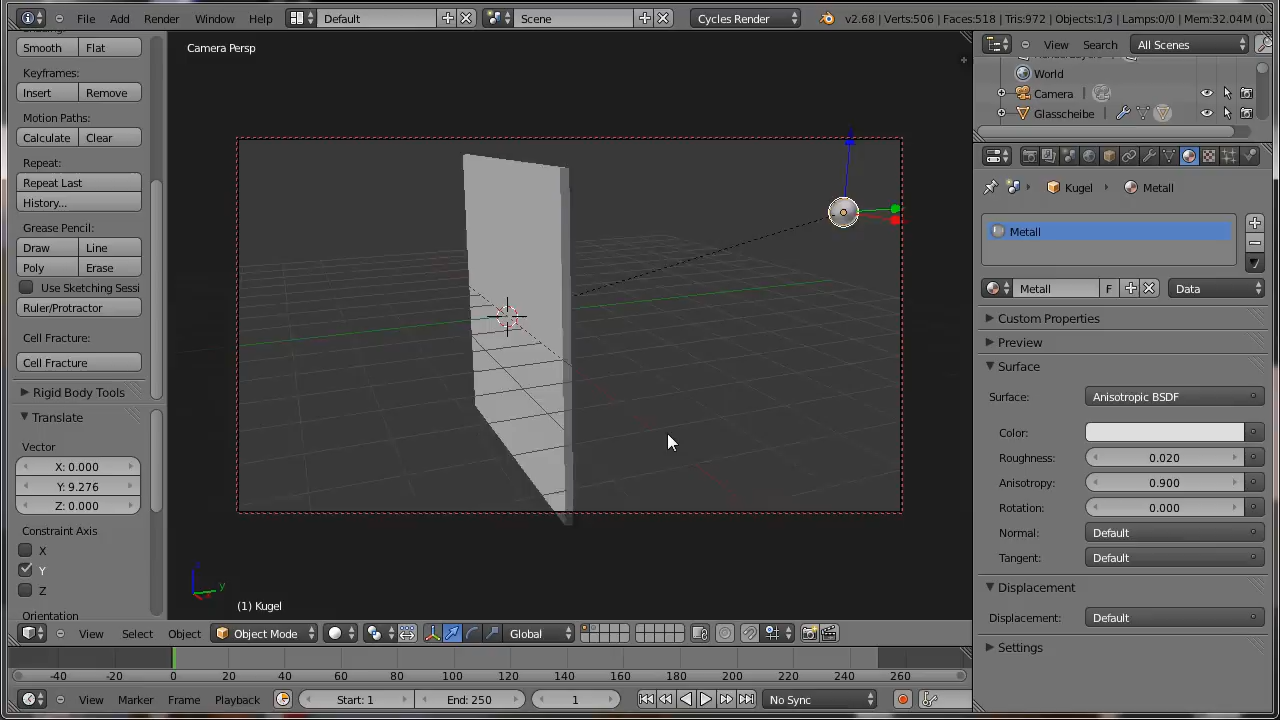 File Add Render Window Help Default Scene Cycles Render v2.68 | Verts:506 | Faces:518 | Tris:972 | Objects:1/3 | Lamps:0/0 | Mem:32.04M (0.
Smooth Flat
Keyframes:
Insert Remove
Motion Paths:
Calculate Clear
Repeat:
Repeat Last
History...
Grease Pencil:
Draw Line
Poly Erase
Use Sketching Sessi
Ruler/Protractor
Cell Fracture:
Cell Fracture
Rigid Body Tools
Translate
Vector
X: 0.000
Y: 9.276
Z: 0.000
Constraint Axis
X
Y
Z
Orientation
Camera Persp
y
(1) Kugel
View Select Object Object Mode Global
-40 -20 0 20 40 60 80 100 120 140 160 180 200 220 240 260
View Marker Frame Playback Start: 1 End: 250 1 No Sync
View Search All Scenes
World
Camera
Glasscheibe
Kugel Metall
Metall
Metall F Data
Custom Properties
Preview
Surface
Surface: Anisotropic BSDF
Color:
Roughness: 0.020
Anisotropy: 0.900
Rotation: 0.000
Normal: Default
Tangent: Default
Displacement
Displacement: Default
Settings